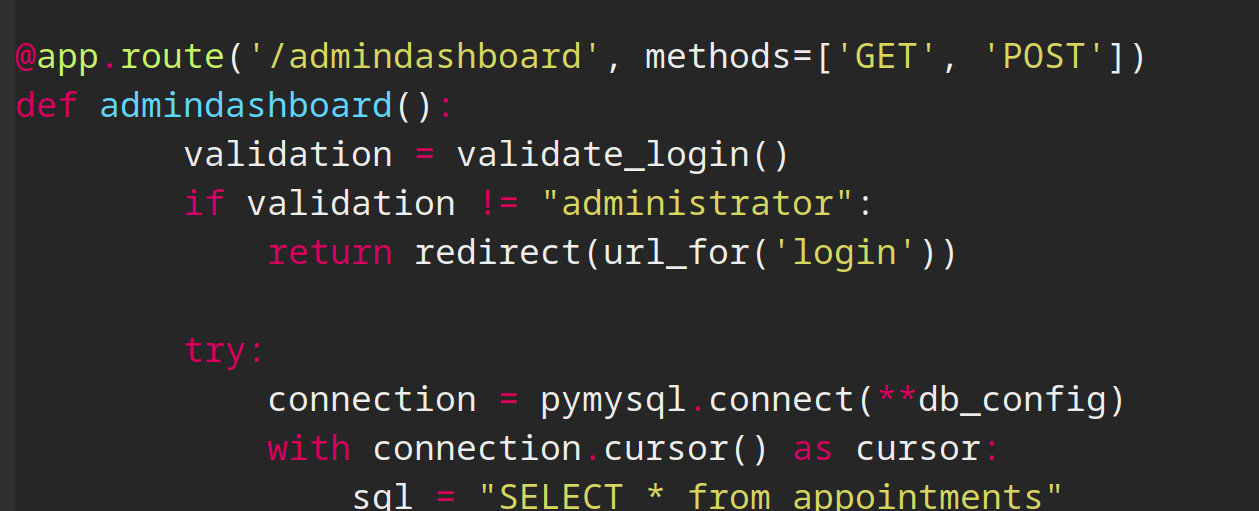 @app.route('/admindashboard', methods=['GET', 'POST'])
def admindashboard():
        validation = validate_login()
        if validation != "administrator":
            return redirect(url_for('login'))

        try:
            connection = pymysql.connect(**db_config)
            with connection.cursor() as cursor:
                sql = "SELECT * from appointments"